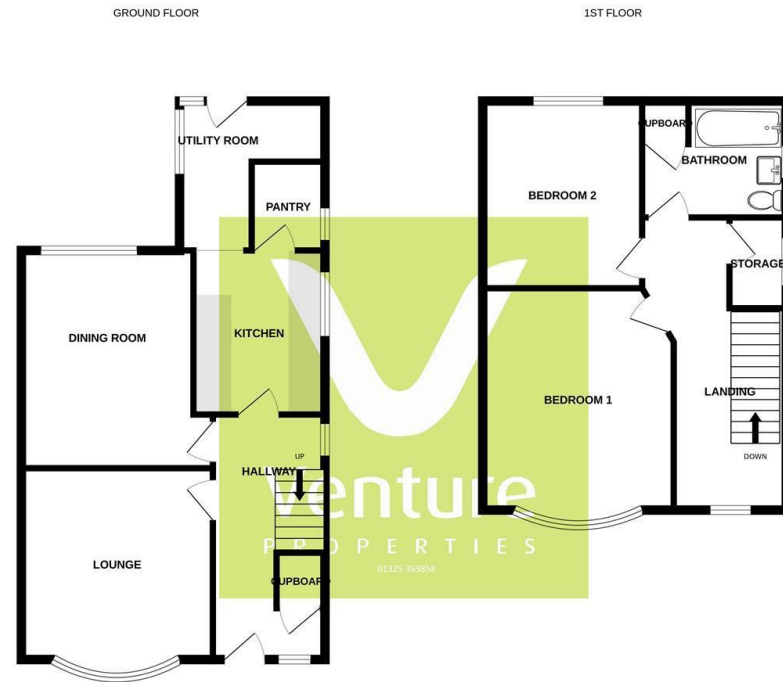 GROUND FLOOR
1ST FLOOR
UTILITY ROOM
PANTRY
KITCHEN
DINING ROOM
UP
HALLWAY
LOUNGE
CUPBOARD
CUPBOARD
BATHROOM
BEDROOM 2
STORAGE
BEDROOM 1
LANDING
DOWN
Venture
PROPERTIES
01325 363858